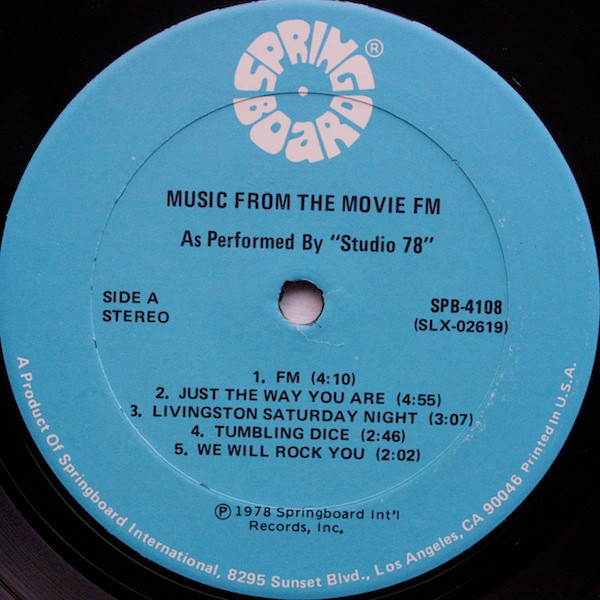 SPRING
BOARD
®
MUSIC FROM THE MOVIE FM
As Performed By "Studio 78"
SIDE A
STEREO
SPB-4108
(SLX-02619)
1. FM (4:10)
2. JUST THE WAY YOU ARE (4:55)
3. LIVINGSTON SATURDAY NIGHT (3:07)
4. TUMBLING DICE (2:46)
5. WE WILL ROCK YOU (2:02)
Ⓟ 1978 Springboard Int'l
Records, Inc.
A Product Of Springboard International, 8295 Sunset Blvd., Los Angeles, CA 90046 Printed In U.S.A.